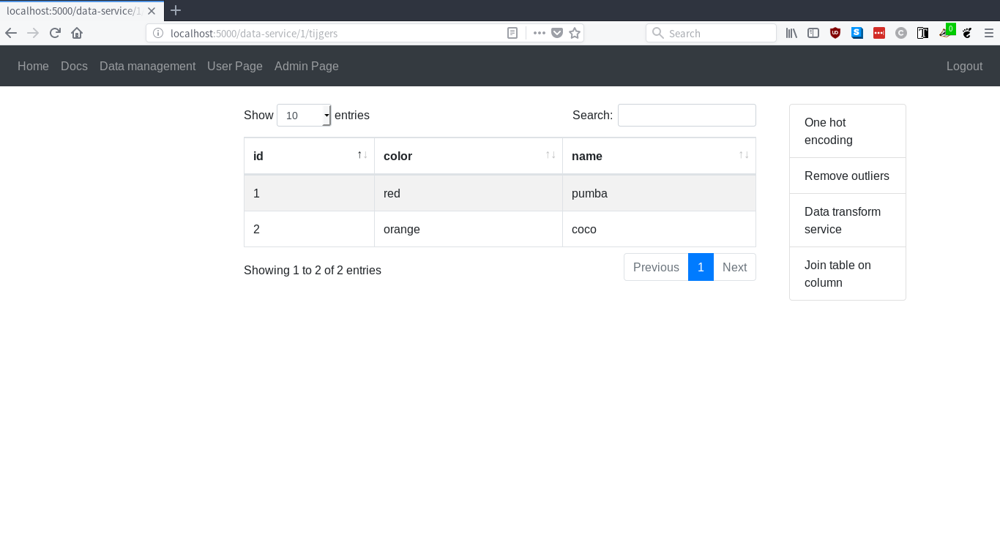 localhost:5000/data-service/1
localhost:5000/data-service/1/tijgers
Search
0
Home Docs Data management User Page Admin Page Logout
Show 10 entries Search:
id color name
1 red pumba
2 orange coco
Showing 1 to 2 of 2 entries Previous 1 Next
One hot
encoding
Remove outliers
Data transform
service
Join table on
column